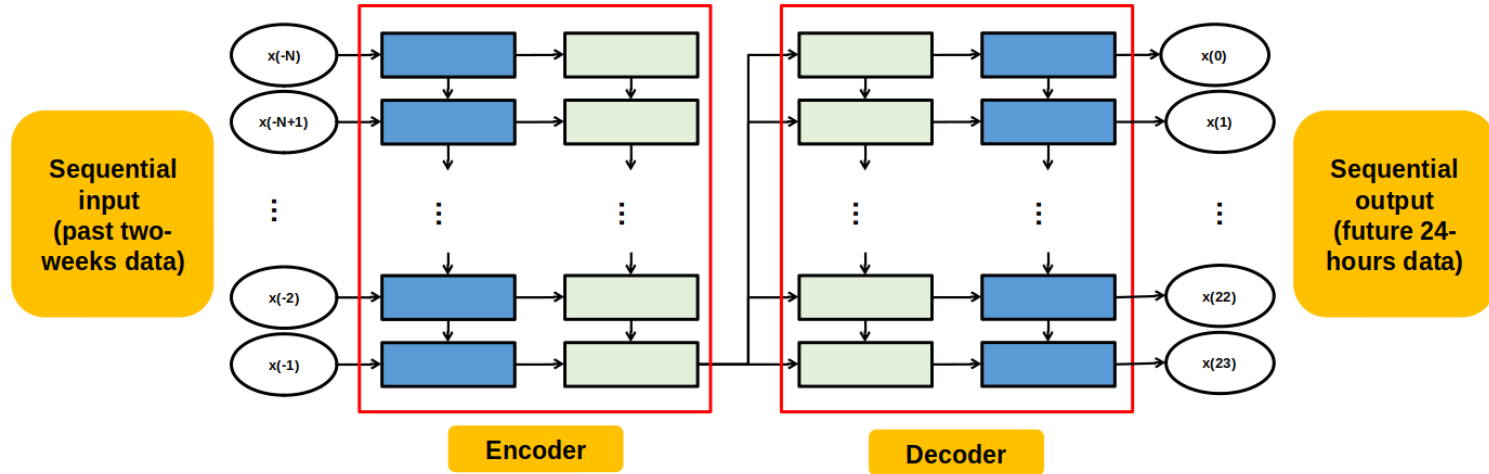 Sequential
input
(past two-
weeks data)
x(-N)
x(-N+1)
...
x(-2)
x(-1)
...
...
Encoder
...
...
Decoder
x(0)
x(1)
...
x(22)
x(23)
Sequential
output
(future 24-
hours data)